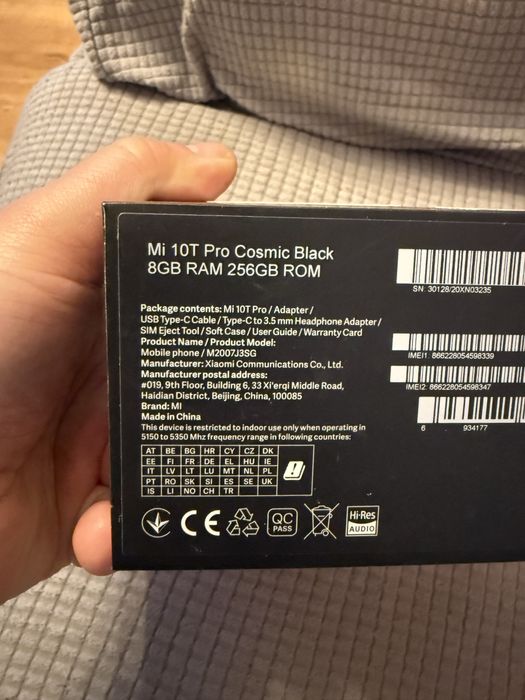 Mi 10T Pro Cosmic Black
8GB RAM 256GB ROM
SN 30128/20XN03235
Package contents: Mi 10T Pro / Adapter /
USB Type-C Cable / Type-C to 3.5 mm Headphone Adapter /
SIM Eject Tool / Soft Case / User Guide / Warranty Card
Product Name / Product Model:
Mobile phone / M2007J3SG
Manufacturer: Xiaomi Communications Co., Ltd.
Manufacturer postal address:
#019, 9th Floor, Building 6, 33 Xi'erqi Middle Road,
Haidian District, Beijing, China, 100085
Brand: MI
Made in China
This device is restricted to indoor use only when operating in
5150 to 5350 Mhz frequency range in following countries:
IMEI1: 866228054598339
IMEI2: 866228054598347
6 934177
AT BE BG HR CY CZ DK
EE FI FR DE EL HU IE
IT LV LT LU MT NL PL
PT RO SK SI ES SE UK
IS LI NO CH TR
CE
QC
PASS
Hi-Res
AUDIO